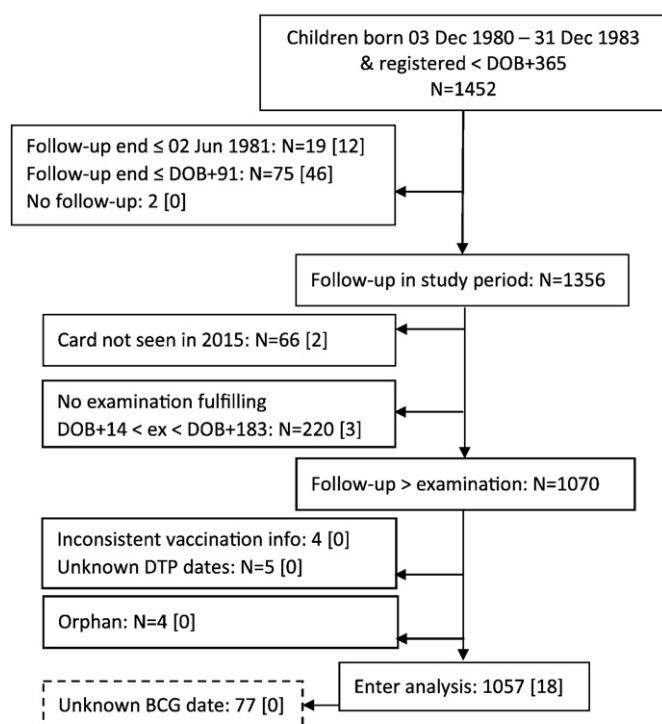 Children born 03 Dec 1980 – 31 Dec 1983
& registered < DOB+365
N=1452
Follow-up end ≤ 02 Jun 1981: N=19 [12]
Follow-up end ≤ DOB+91: N=75 [46]
No follow-up: 2 [0]
Follow-up in study period: N=1356
Card not seen in 2015: N=66 [2]
No examination fulfilling
DOB+14 < ex < DOB+183: N=220 [3]
Follow-up > examination: N=1070
Inconsistent vaccination info: 4 [0]
Unknown DTP dates: N=5 [0]
Orphan: N=4 [0]
Enter analysis: 1057 [18]
Unknown BCG date: 77 [0]